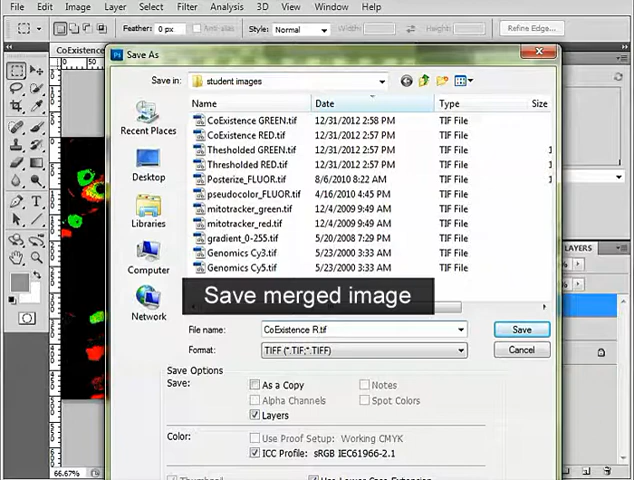 File Edit Image Layer Select Filter Analysis 3D View Window Help
Feather: 0 px Anti-alias Style: Normal Width: Height: Refine Edge...
CoExistence
50
Save As
Save in: student images
Name Date Type Size
Recent Places
Desktop
Libraries
Computer
Network
CoExistence GREEN.tif 12/31/2012 2:58 PM TIF File
CoExistence RED.tif 12/31/2012 2:57 PM TIF File
Thesholded GREEN.tif 12/31/2012 2:57 PM TIF File 1
Thresholded RED.tif 12/31/2012 2:57 PM TIF File 1
Posterize_FLUOR.tif 8/6/2010 8:22 AM TIF File 1
pseudocolor_FLUOR.tif 4/16/2010 4:45 PM TIF File
mitotracker_green.tif 12/4/2009 9:49 AM TIF File
mitotracker_red.tif 12/4/2009 9:49 AM TIF File
gradient_0-255.tif 5/20/2008 7:29 PM TIF File
Genomics Cy3.tif 5/23/2000 3:33 AM TIF File
Genomics Cy5.tif 5/23/2000 3:33 AM TIF File
LAYERS
Save merged image
File name: CoExistence R.tif Save
Format: TIFF (*.TIF;*.TIFF) Cancel
Save Options
Save: As a Copy Notes
Alpha Channels Spot Colors
Layers
Color: Use Proof Setup: Working CMYK
ICC Profile: sRGB IEC61966-2.1
66.67%